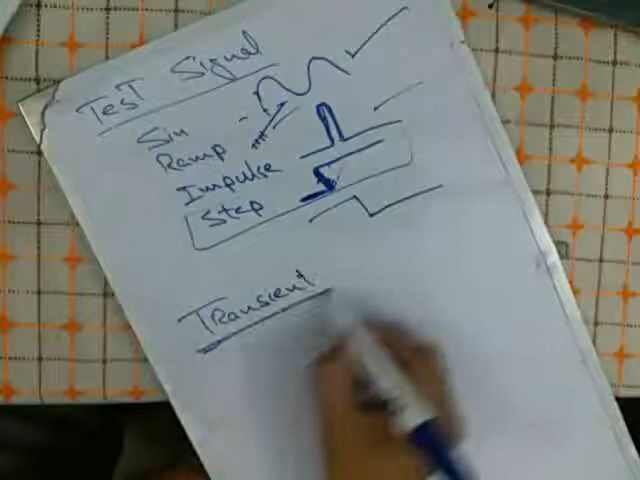 Test Signal
Sin
Ramp
Impulse
Step
Transient